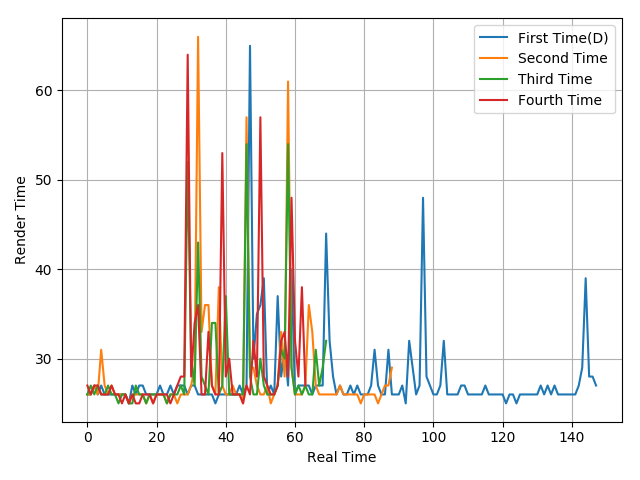 First Time(D)
Second Time
Third Time
Fourth Time
Render Time
60
50
40
30
0 20 40 60 80 100 120 140
Real Time